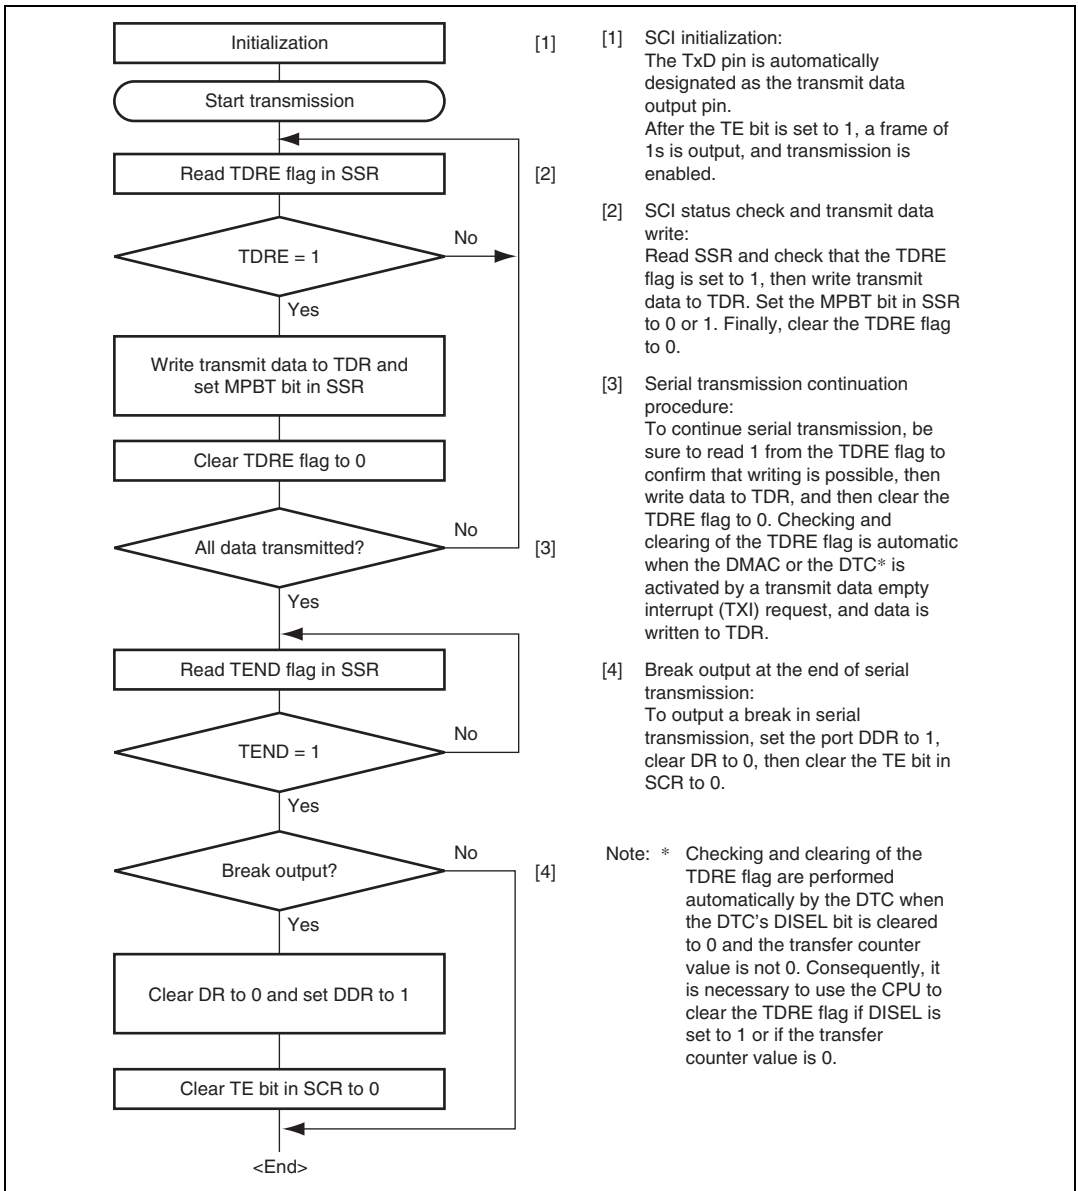 Initialization [1]
Start transmission
Read TDRE flag in SSR [2]
No
TDRE = 1
Yes
Write transmit data to TDR and
set MPBT bit in SSR
Clear TDRE flag to 0
No
All data transmitted? [3]
Yes
Read TEND flag in SSR
No
TEND = 1
Yes
No
Break output? [4]
Yes
Clear DR to 0 and set DDR to 1
Clear TE bit in SCR to 0
<End>
[1] SCI initialization:
The TxD pin is automatically
designated as the transmit data
output pin.
After the TE bit is set to 1, a frame of
1s is output, and transmission is
enabled.
[2] SCI status check and transmit data
write:
Read SSR and check that the TDRE
flag is set to 1, then write transmit
data to TDR. Set the MPBT bit in SSR
to 0 or 1. Finally, clear the TDRE flag
to 0.
[3] Serial transmission continuation
procedure:
To continue serial transmission, be
sure to read 1 from the TDRE flag to
confirm that writing is possible, then
write data to TDR, and then clear the
TDRE flag to 0. Checking and
clearing of the TDRE flag is automatic
when the DMAC or the DTC* is
activated by a transmit data empty
interrupt (TXI) request, and data is
written to TDR.
[4] Break output at the end of serial
transmission:
To output a break in serial
transmission, set the port DDR to 1,
clear DR to 0, then clear the TE bit in
SCR to 0.
Note: * Checking and clearing of the
TDRE flag are performed
automatically by the DTC when
the DTC's DISEL bit is cleared
to 0 and the transfer counter
value is not 0. Consequently, it
is necessary to use the CPU to
clear the TDRE flag if DISEL is
set to 1 or if the transfer
counter value is 0.